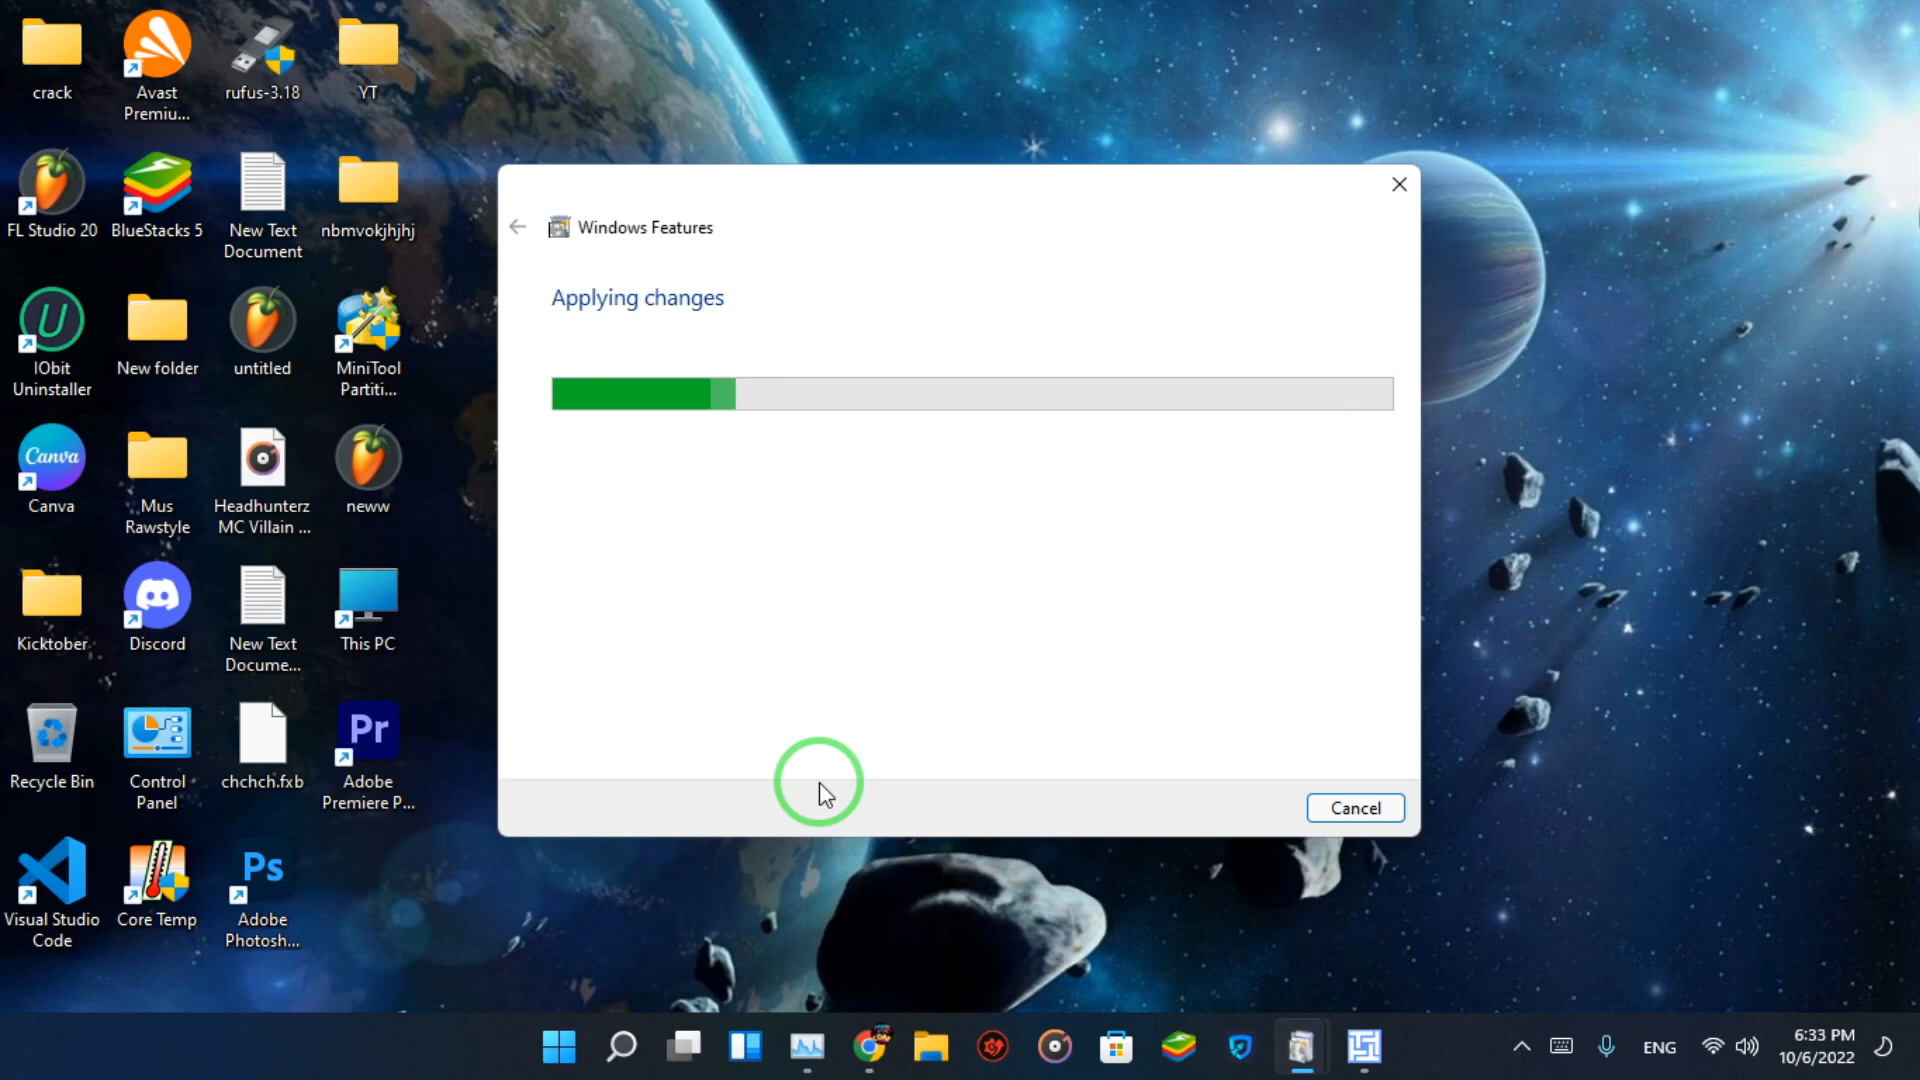 crack
Avast
Premiu...
rufus-3.18
YT
FL Studio 20
BlueStacks 5
New Text
Document
nbmvokjhjhj
IObit
Uninstaller
New folder
untitled
MiniTool
Partiti...
Canva
Canva
Mus
Rawstyle
Headhunterz
MC Villain ...
neww
Kicktober
Discord
New Text
Docume...
This PC
Recycle Bin
Control
Panel
chchch.fxb
Pr
Adobe
Premiere P...
Visual Studio
Code
Core Temp
Ps
Adobe
Photosh...
Windows Features
Applying changes
Cancel
ENG
6:33 PM
10/6/2022